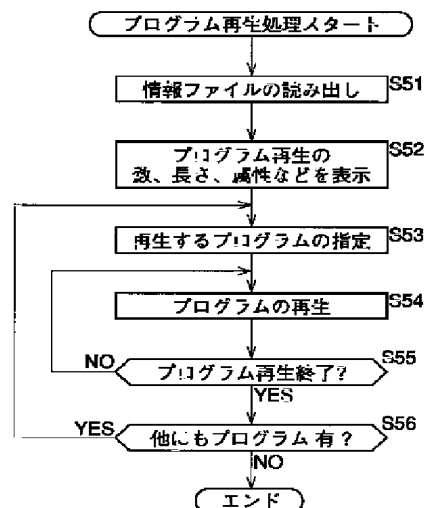 プログラム再生処理スタート
情報ファイルの読み出し
S51
プログラム再生の
数、長さ、属性などを表示
S52
再生するプログラムの指定
S53
プログラムの再生
S54
NO
プログラム再生終了?
S55
YES
YES
他にもプログラム有?
S56
NO
エンド